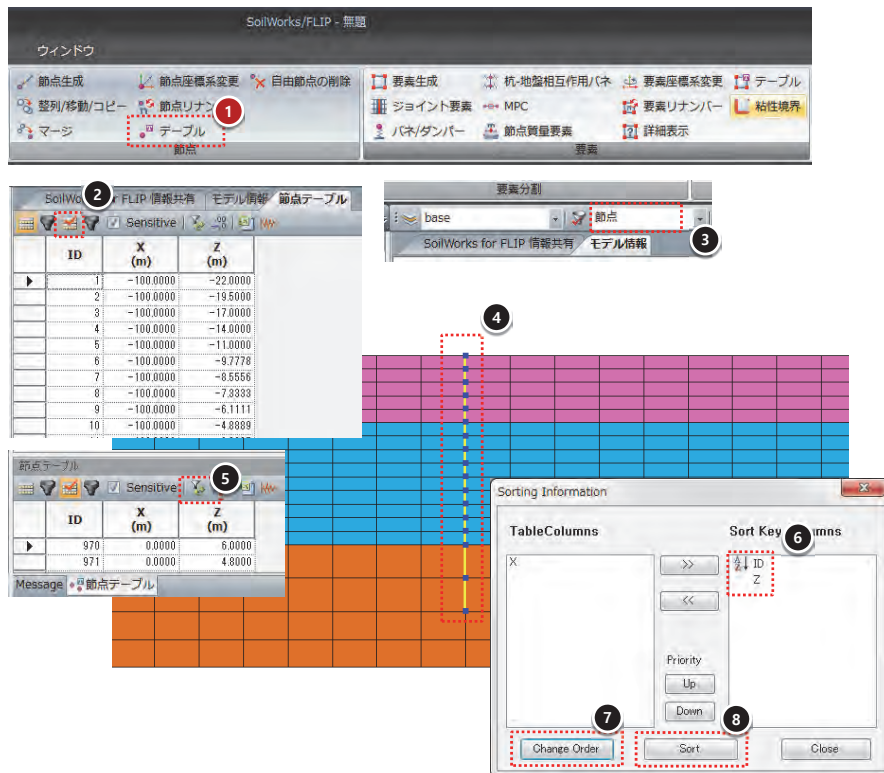 SoilWorks/FLIP - 無題
ウィンドウ
節点生成 節点座標系変更 自由節点の削除
整列/移動/コピー 節点リナン
マージ テーブル
節点
1
要素生成 杭-地盤相互作用バネ 要素座標系変更 テーブル
ジョイント要素 MPC 要素リナンバー 粘性境界
バネ/ダンパー 節点質量要素 詳細表示
要素
2
SoilWo for FLIP 情報共有 モデル情報 節点テーブル
Sensitive
ID X (m) Z (m)
1 -100.0000 -22.0000
2 -100.0000 -19.5000
3 -100.0000 -17.0000
4 -100.0000 -14.0000
5 -100.0000 -11.0000
6 -100.0000 -9.7778
7 -100.0000 -8.5556
8 -100.0000 -7.3333
9 -100.0000 -6.1111
10 -100.0000 -4.8889
要素分割
base 節点
SoilWorks for FLIP 情報共有 モデル情報
3
4
節点テーブル
Sensitive
5
ID X (m) Z (m)
970 0.0000 6.0000
971 0.0000 4.8000
Message 節点テーブル
Sorting Information
TableColumns Sort Key mns
6
X
>>
<<
ID
Z
Priority
Up
Down
7
8
Change Order Sort Close